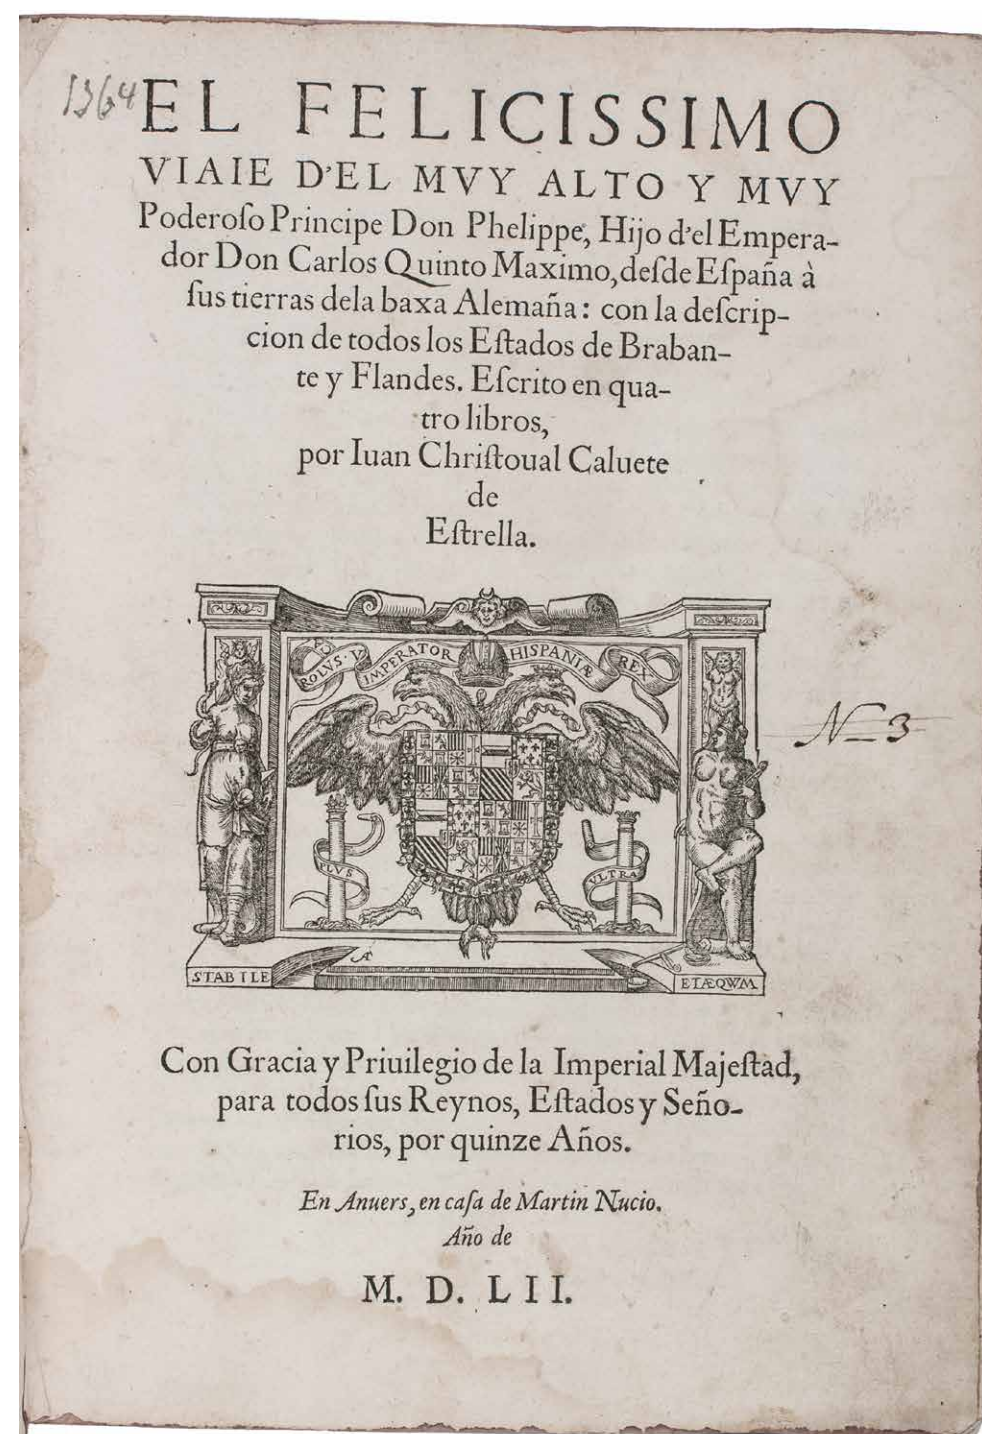 1364
EL FELICISSIMO
VIAIE D'EL MVY ALTO Y MVY
Poderoſo Principe Don Phelippe, Hijo d'el Empera-
dor Don Carlos Quinto Maximo, deſde Eſpaña à
ſus tierras dela baxa Alemaña: con la deſcrip-
cion de todos los Eſtados de Braban-
te y Flandes. Eſcrito en qua-
tro libros,
por Iuan Chriſtoual Caluete
de
Eſtrella.
ROLVS·V IMPERATOR HISPANIÆ REX
N=3
PLVS VLTRA
STABILE ETÆQWM
Con Gracia y Priuilegio de la Imperial Majeſtad,
para todos ſus Reynos, Eſtados y Seño-
rios, por quinze Años.
En Anuers, en caſa de Martin Nucio.
Año de
M. D. LII.